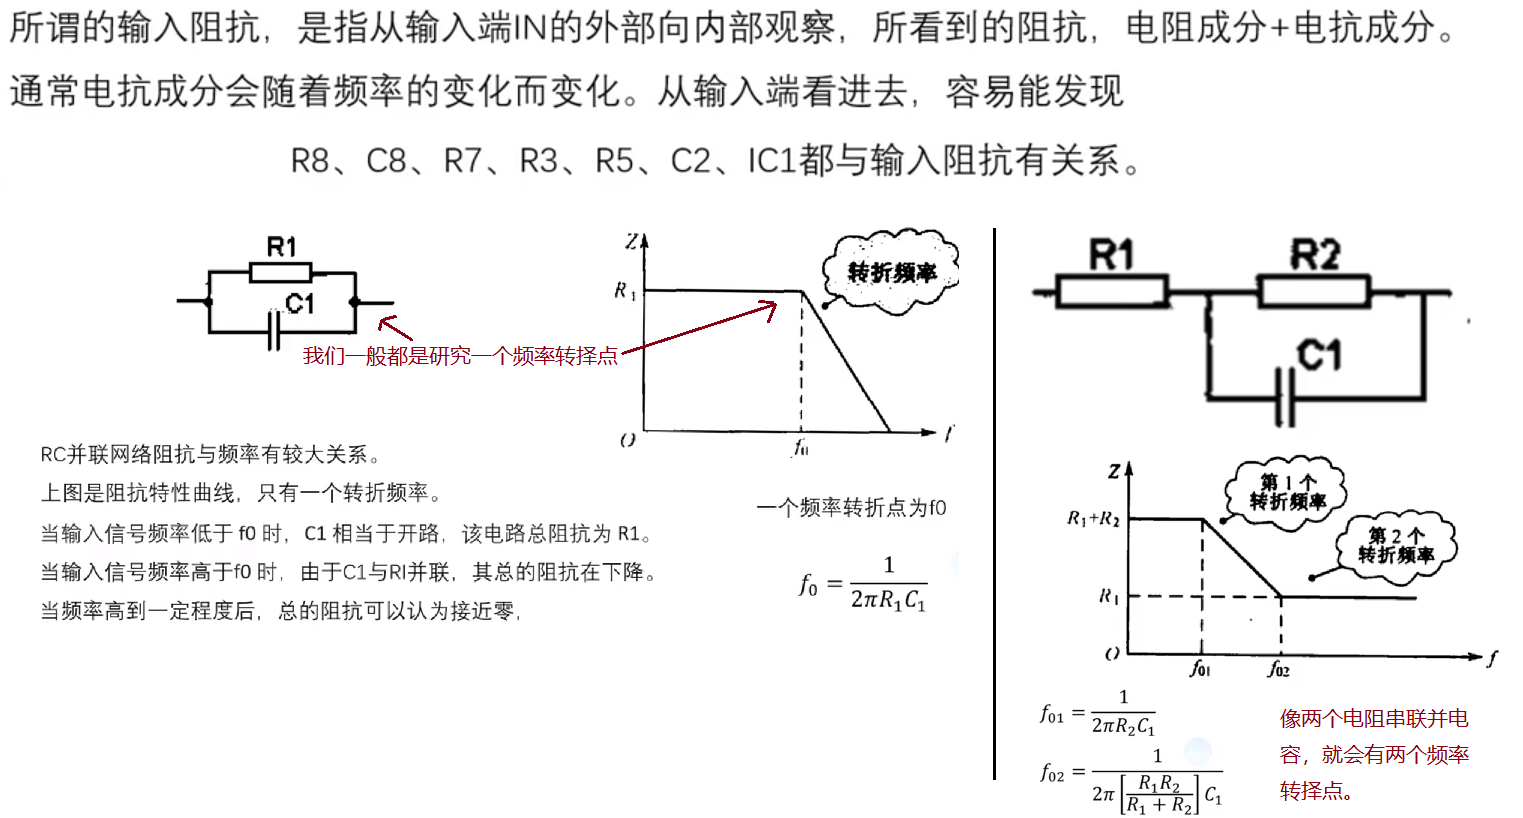 所谓的输入阻抗，是指从输入端IN的外部向内部观察，所看到的阻抗，电阻成分+电抗成分。
通常电抗成分会随着频率的变化而变化。从输入端看进去，容易能发现
R8、C8、R7、R3、R5、C2、IC1都与输入阻抗有关系。
R1
C1
我们一般都是研究一个频率转择点
Z
R1
转折频率
O
f0
f
RC并联网络阻抗与频率有较大关系。
上图是阻抗特性曲线，只有一个转折频率。
当输入信号频率低于 f0 时，C1 相当于开路，该电路总阻抗为 R1。
当输入信号频率高于f0 时，由于C1与RI并联，其总的阻抗在下降。
当频率高到一定程度后，总的阻抗可以认为接近零，
一个频率转折点为f0
f₀ = 1 / 2πR₁C₁
R1
R2
C1
Z
R₁+R₂
第1个
转折频率
第2个
转折频率
R₁
O
f₀₁
f₀₂
f
f₀₁ = 1 / 2πR₂C₁
f₀₂ = 1 / 2π[R₁R₂ / R₁ + R₂]C₁
像两个电阻串联并电
容，就会有两个频率
转择点。